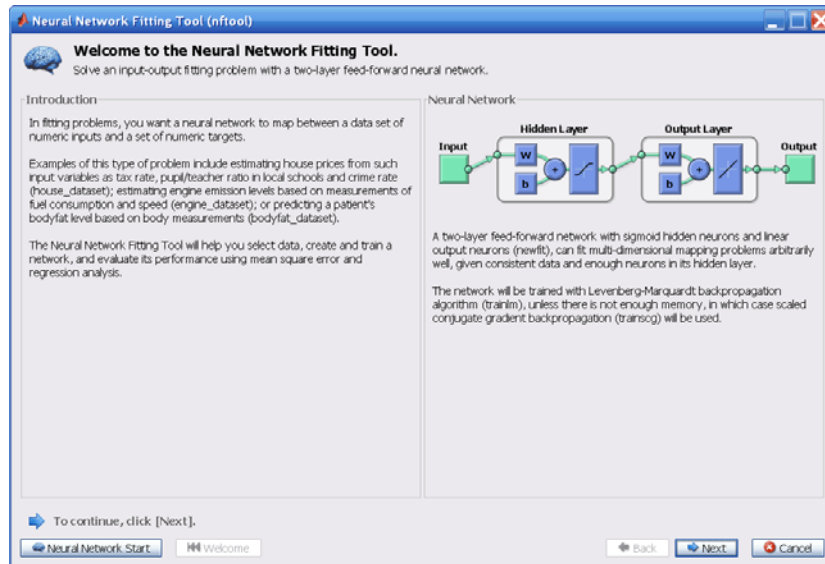 Neural Network Fitting Tool (nftool)
Welcome to the Neural Network Fitting Tool.
Solve an input-output fitting problem with a two-layer feed-forward neural network.
Introduction
In fitting problems, you want a neural network to map between a data set of
numeric inputs and a set of numeric targets.
Examples of this type of problem include estimating house prices from such
input variables as tax rate, pupil/teacher ratio in local schools and crime rate
(house_dataset); estimating engine emission levels based on measurements of
fuel consumption and speed (engine_dataset); or predicting a patient's
bodyfat level based on body measurements (bodyfat_dataset).
The Neural Network Fitting Tool will help you select data, create and train a
network, and evaluate its performance using mean square error and
regression analysis.
Neural Network
Hidden Layer Output Layer
Input Output
W W
+ +
b b
A two-layer feed-forward network with sigmoid hidden neurons and linear
output neurons (newfit), can fit multi-dimensional mapping problems arbitrarily
well, given consistent data and enough neurons in its hidden layer.
The network will be trained with Levenberg-Marquardt backpropagation
algorithm (trainlm), unless there is not enough memory, in which case scaled
conjugate gradient backpropagation (trainscg) will be used.
To continue, click [Next].
Neural Network Start Welcome Back Next Cancel